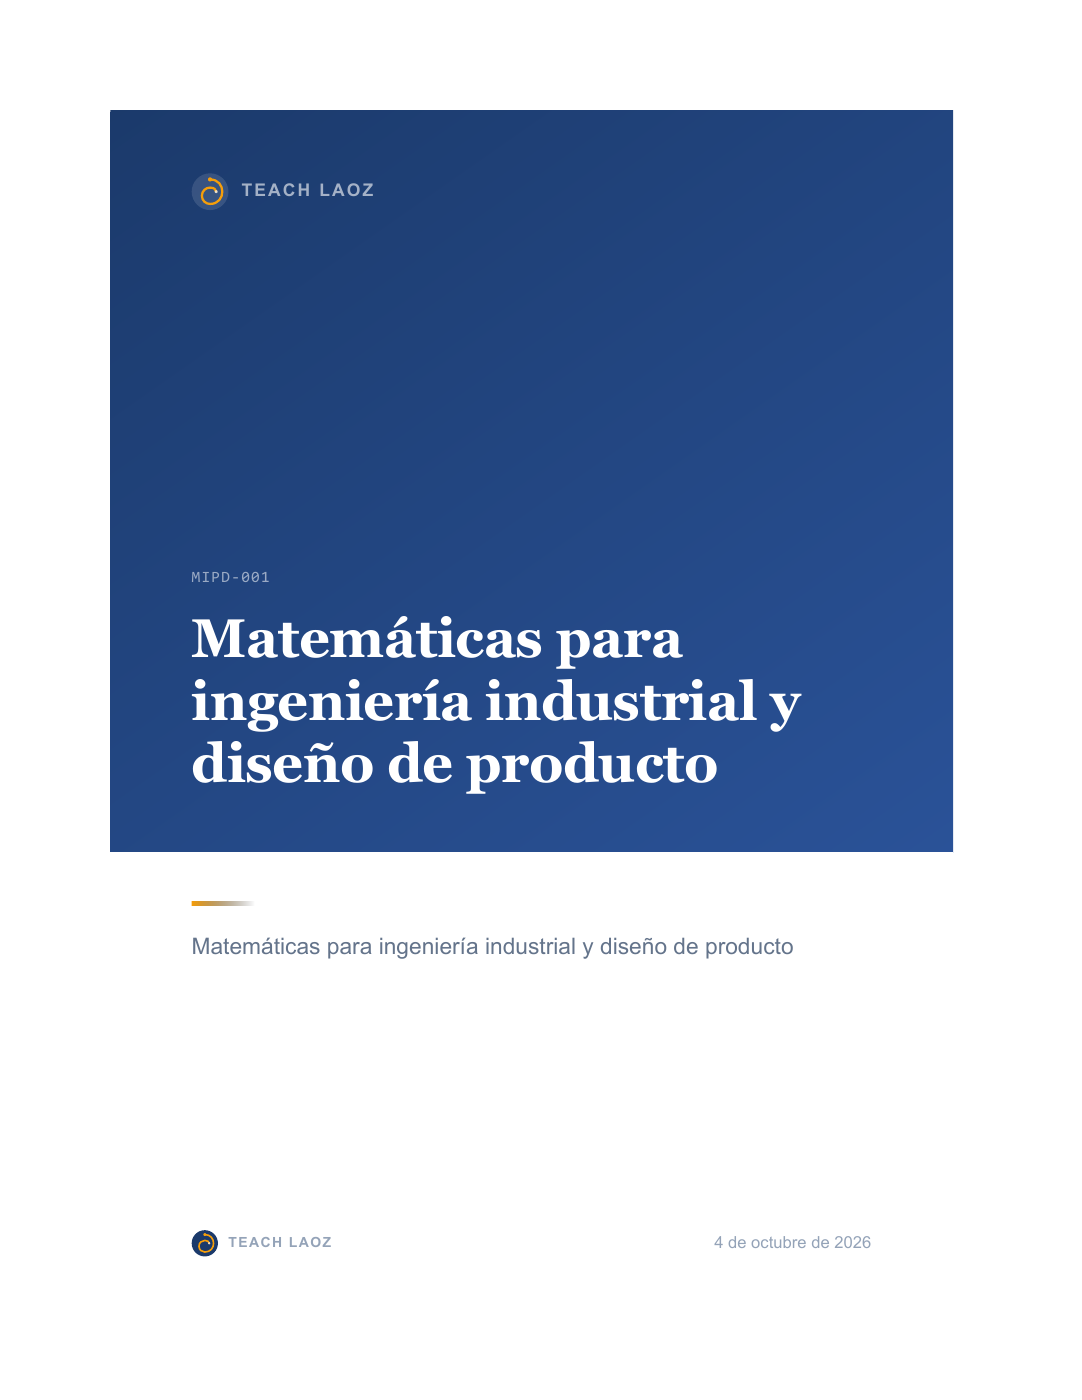 TEACH LAOZ
MIPD-001
Matemáticas para
ingeniería industrial y
diseño de producto
Matemáticas para ingeniería industrial y diseño de producto
TEACH LAOZ
4 de octubre de 2026